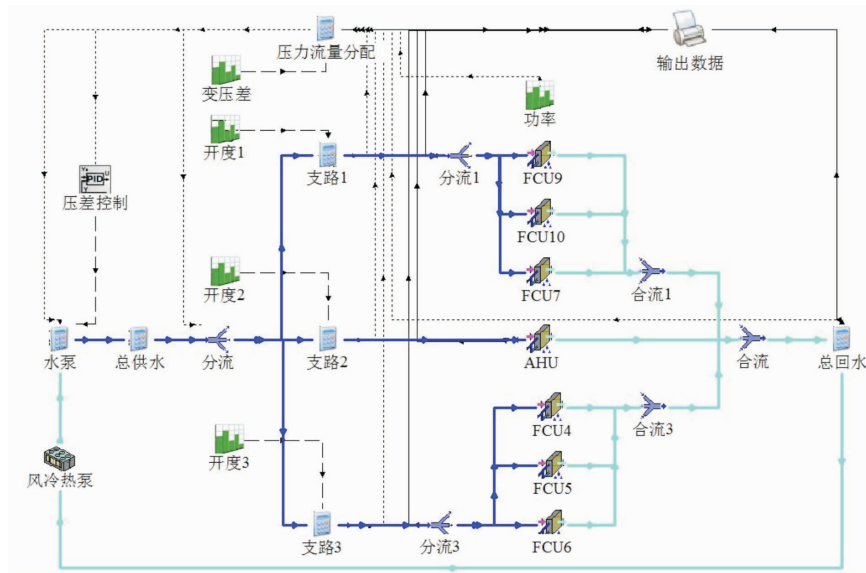 压力流量分配
输出数据
变压差
功率
开度1
支路1
分流1
FCU9
PID
压差控制
FCU10
开度2
FCU7
合流1
水泵
总供水
分流
支路2
AHU
合流
总回水
开度3
FCU4
合流3
风冷热泵
FCU5
支路3
分流3
FCU6